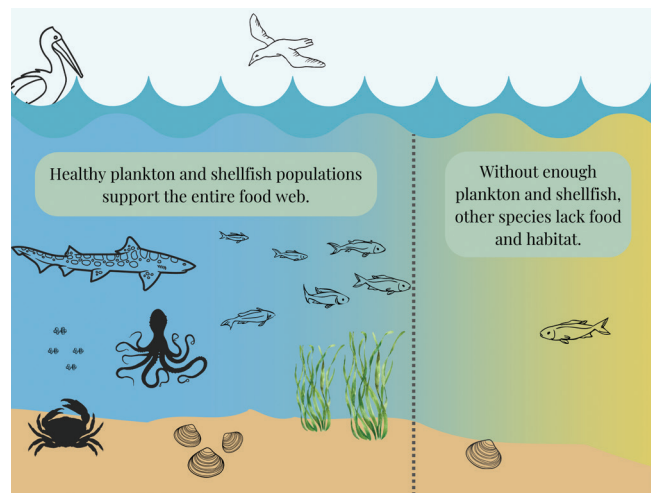 Healthy plankton and shellfish populations
support the entire food web.
Without enough
plankton and shellfish,
other species lack food
and habitat.